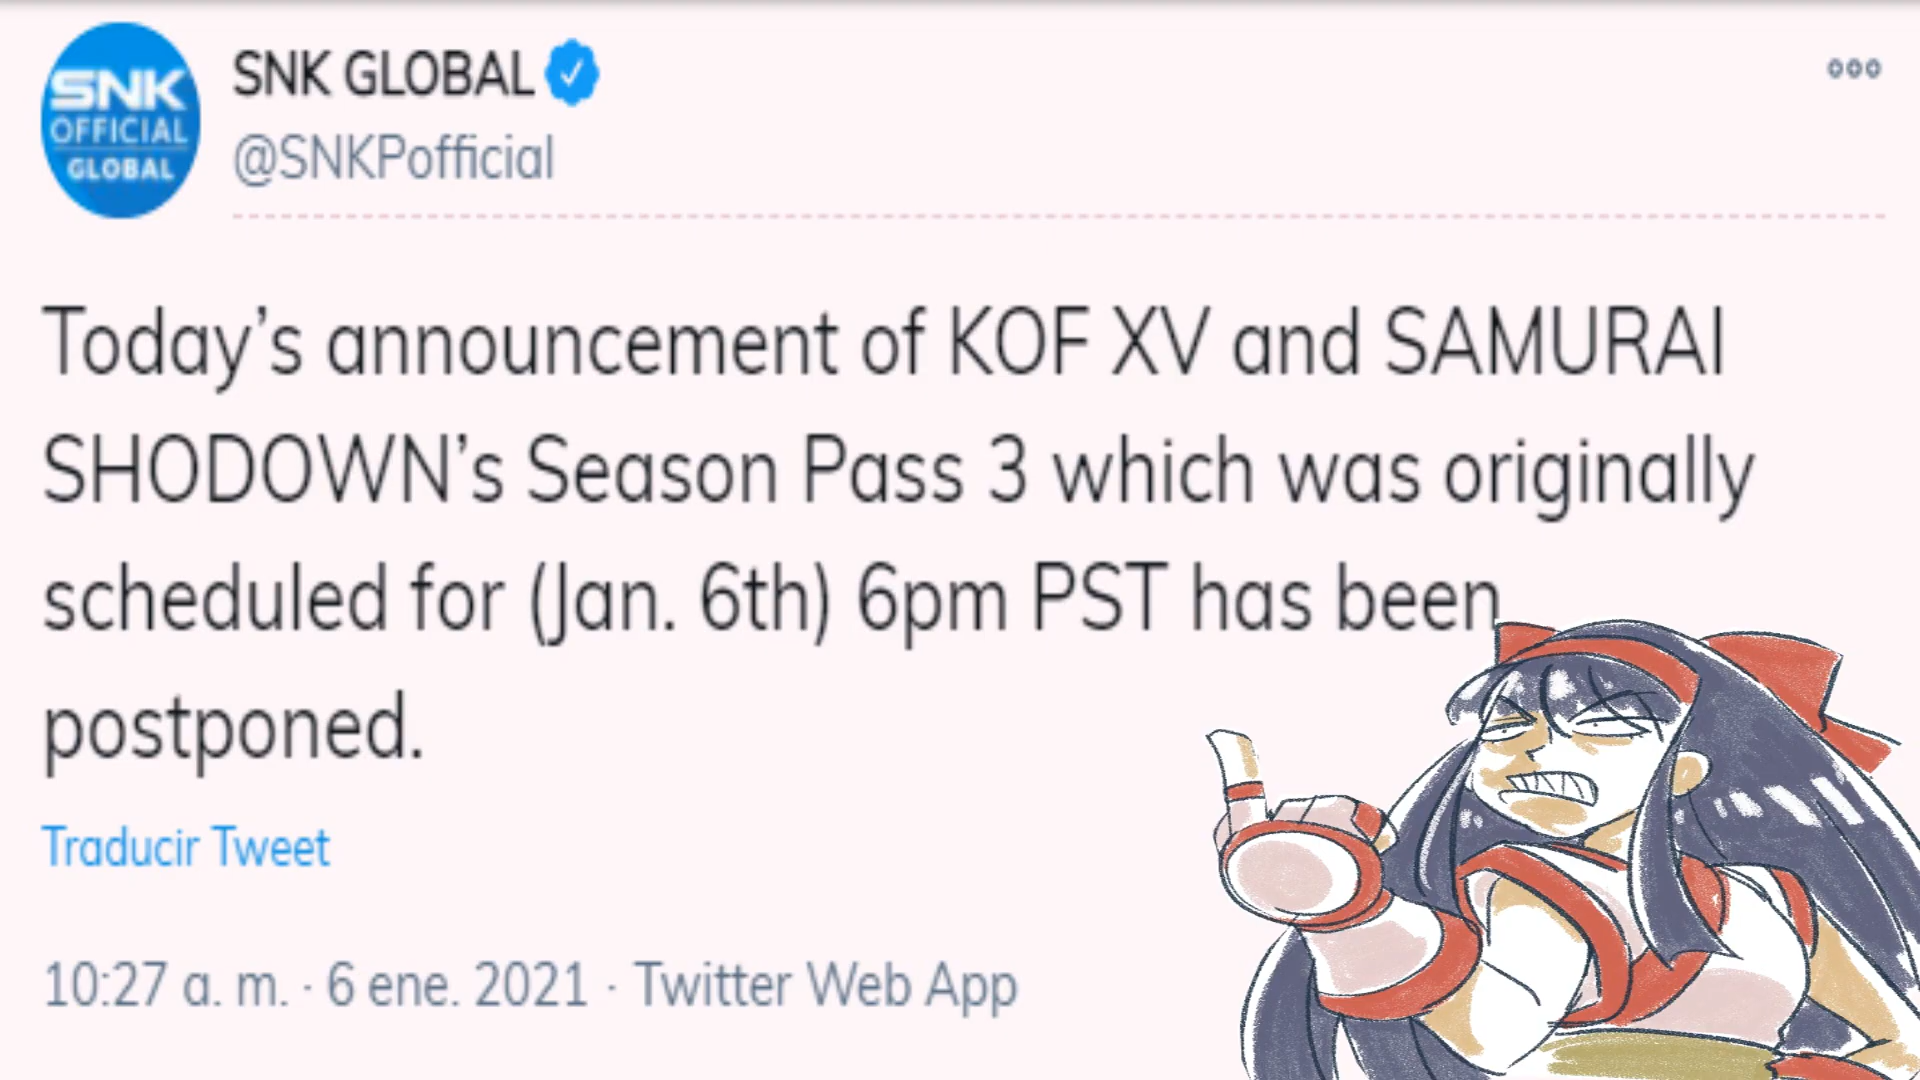 SNK
OFFICIAL
GLOBAL
SNK GLOBAL
@SNKPofficial
Today’s announcement of KOF XV and SAMURAI
SHODOWN’s Season Pass 3 which was originally
scheduled for (Jan. 6th) 6pm PST has been
postponed.
Traducir Tweet
10:27 a. m. · 6 ene. 2021 · Twitter Web App